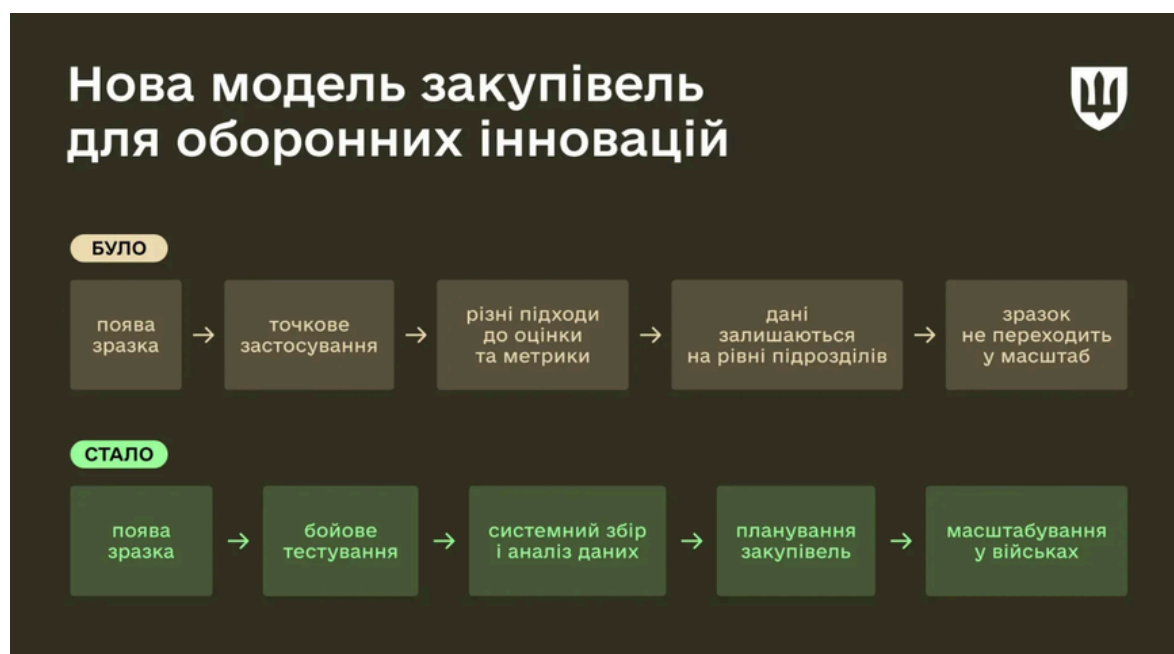 Нова модель закупівель
для оборонних інновацій
БУЛО
поява
зразка
→
точкове
застосування
→
різні підходи
до оцінки
та метрики
→
дані
залишаються
на рівні підрозділів
→
зразок
не переходить
у масштаб
СТАЛО
поява
зразка
→
бойове
тестування
→
системний збір
і аналіз даних
→
планування
закупівель
→
масштабування
у військах